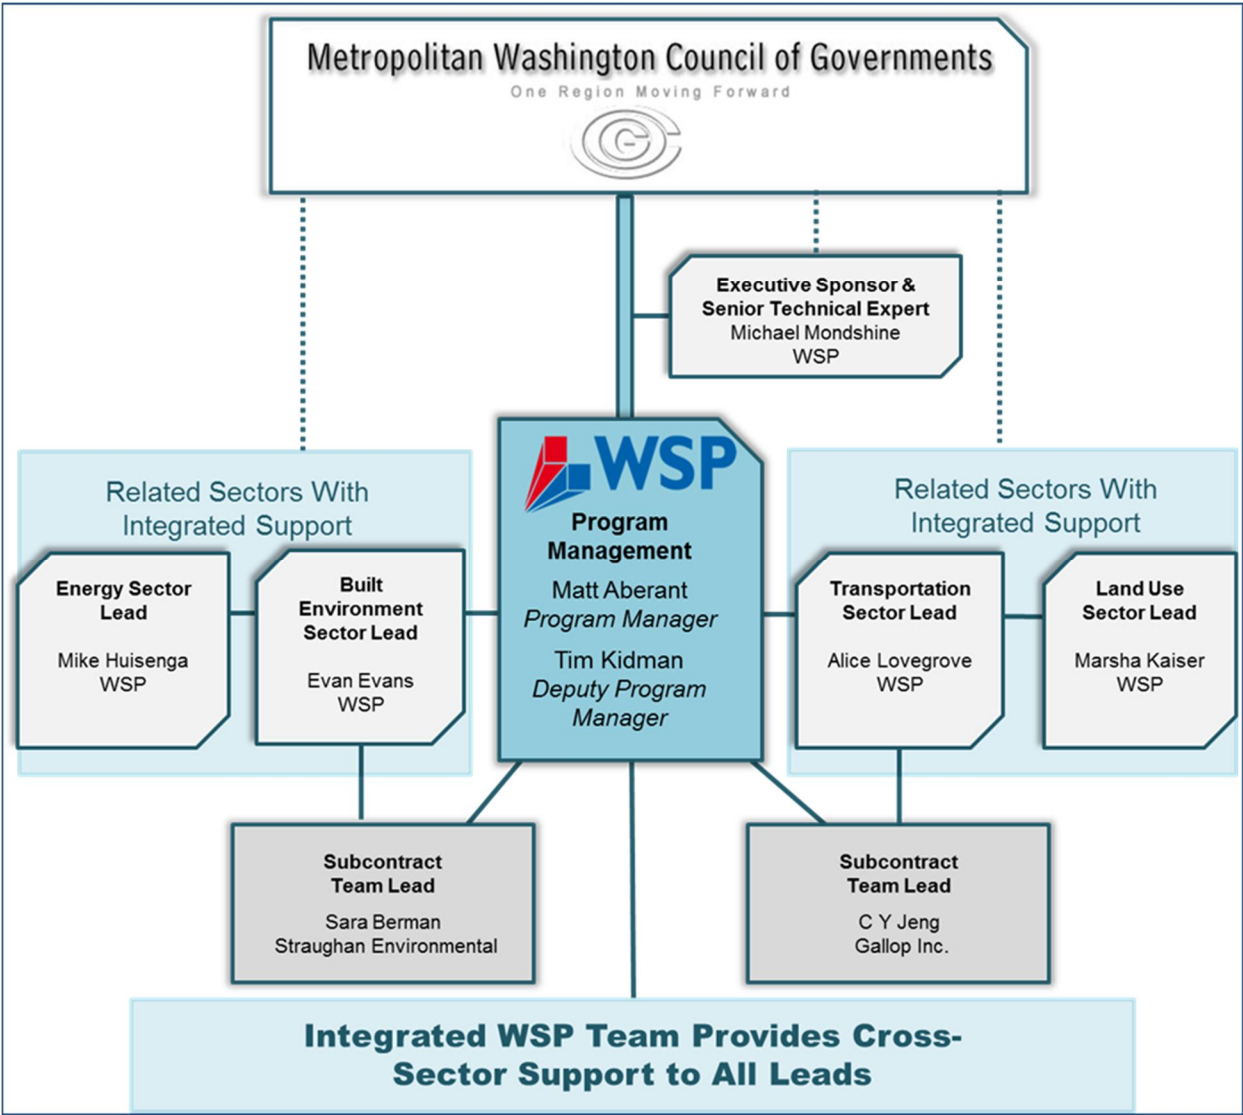 Metropolitan Washington Council of Governments
One Region Moving Forward
COG
Executive Sponsor &
Senior Technical Expert
Michael Mondshine
WSP
Related Sectors With
Integrated Support
Energy Sector
Lead
Mike Huisenga
WSP
Built
Environment
Sector Lead
Evan Evans
WSP
WSP
Program
Management
Matt Aberant
Program Manager
Tim Kidman
Deputy Program
Manager
Related Sectors With
Integrated Support
Transportation
Sector Lead
Alice Lovegrove
WSP
Land Use
Sector Lead
Marsha Kaiser
WSP
Subcontract
Team Lead
Sara Berman
Straughan Environmental
Subcontract
Team Lead
C Y Jeng
Gallop Inc.
Integrated WSP Team Provides Cross-
Sector Support to All Leads